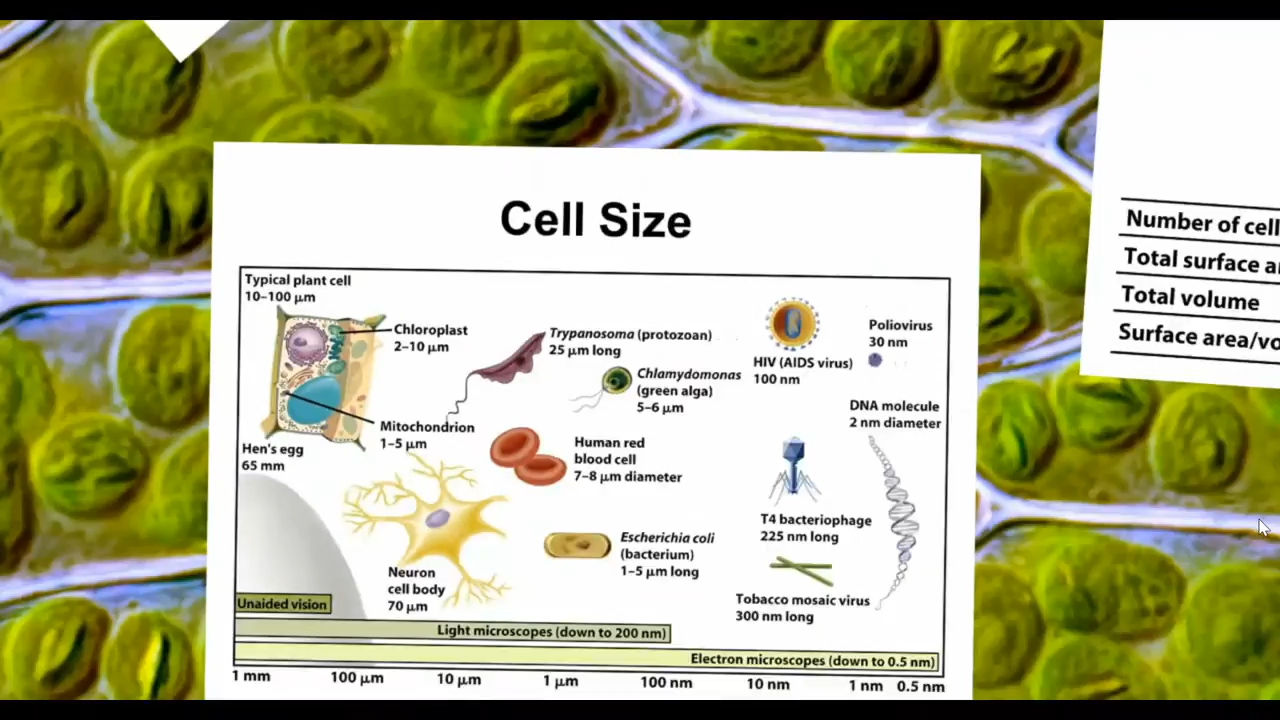 Cell Size
Typical plant cell
10–100 μm
Chloroplast
2–10 μm
Mitochondrion
1–5 μm
Hen's egg
65 mm
Trypanosoma (protozoan)
25 μm long
Chlamydomonas
(green alga)
5–6 μm
Human red
blood cell
7–8 μm diameter
Neuron
cell body
70 μm
Escherichia coli
(bacterium)
1–5 μm long
HIV (AIDS virus)
100 nm
Poliovirus
30 nm
DNA molecule
2 nm diameter
T4 bacteriophage
225 nm long
Tobacco mosaic virus
300 nm long
Unaided vision
Light microscopes (down to 200 nm)
Electron microscopes (down to 0.5 nm)
1 mm 100 μm 10 μm 1 μm 100 nm 10 nm 1 nm 0.5 nm
Number of cell
Total surface
Total volume
Surface area/vo